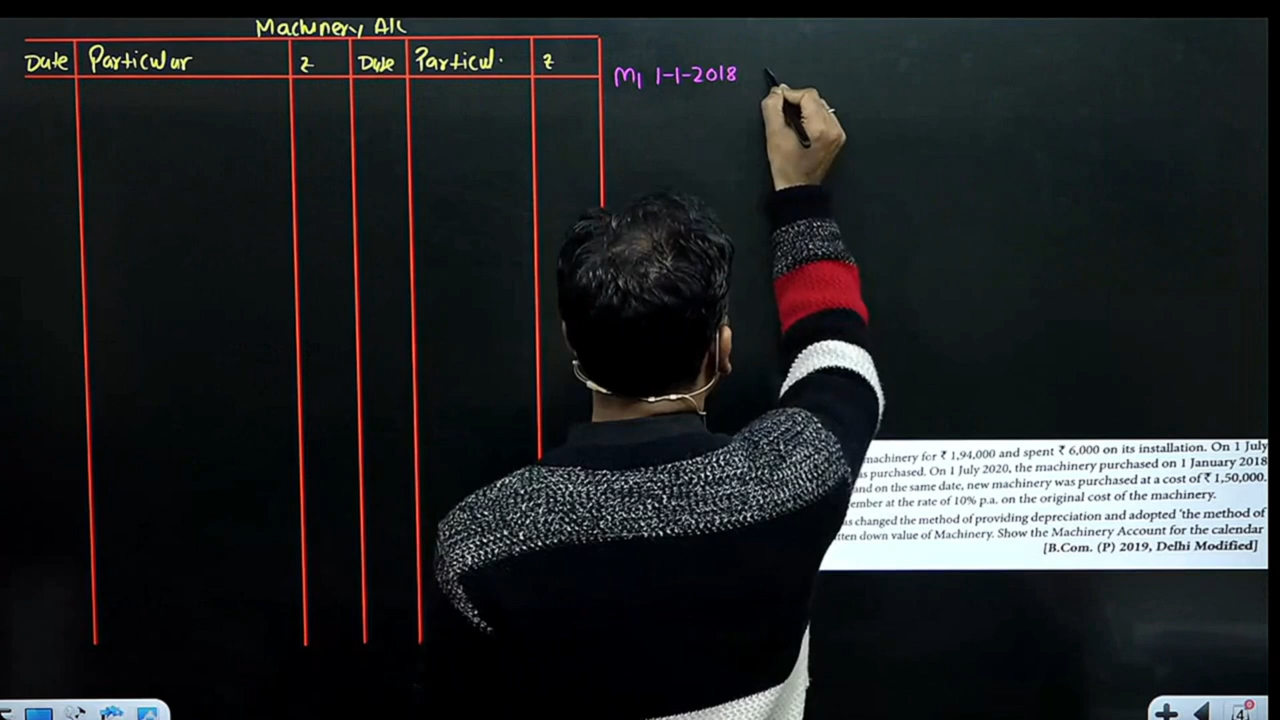 Machinery A/c
Date Particular ₹ Date Particul. ₹
M1 1-1-2018
machinery for ₹ 1,94,000 and spent ₹ 6,000 on its installation. On 1 July
as purchased. On 1 July 2020, the machinery purchased on 1 January 2018
and on the same date, new machinery was purchased at a cost of ₹ 1,50,000.
ember at the rate of 10% p.a. on the original cost of the machinery.
as changed the method of providing depreciation and adopted 'the method of
tten down value of Machinery. Show the Machinery Account for the calendar
[B.Com. (P) 2019, Delhi Modified]
4